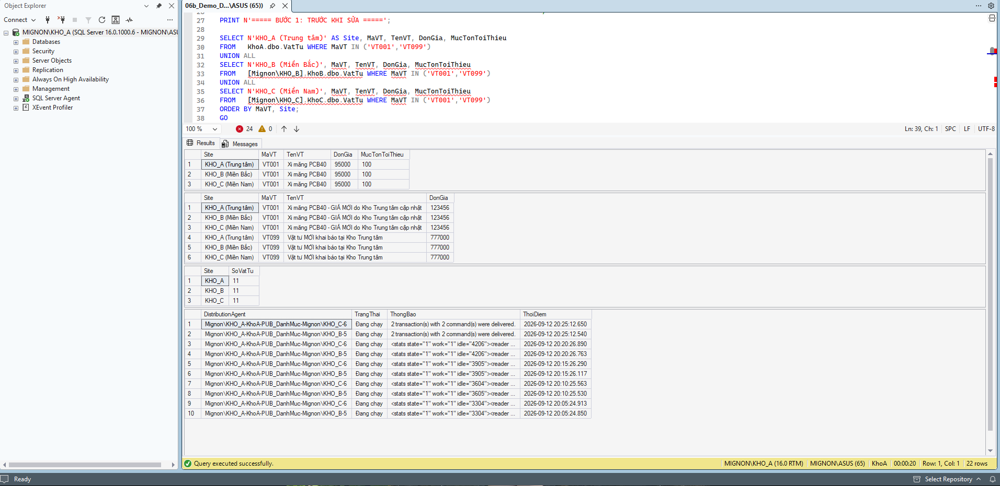 Object Explorer
Connect
MIGNON\KHO_A (SQL Server 16.0.1000.6 - MIGNON\ASU
Databases
Security
Server Objects
Replication
Always On High Availability
Management
SQL Server Agent
XEvent Profiler
06b_Demo_D...\ASUS (65))
27 PRINT N'===== BƯỚC 1: TRƯỚC KHI SỬA =====';
28
29 SELECT N'KHO_A (Trung tâm)' AS Site, MaVT, TenVT, DonGia, MucTonToiThieu
30 FROM KhoA.dbo.VatTu WHERE MaVT IN ('VT001','VT099')
31 UNION ALL
32 SELECT N'KHO_B (Miền Bắc)', MaVT, TenVT, DonGia, MucTonToiThieu
33 FROM [Mignon\KHO_B].KhoB.dbo.VatTu WHERE MaVT IN ('VT001','VT099')
34 UNION ALL
35 SELECT N'KHO_C (Miền Nam)', MaVT, TenVT, DonGia, MucTonToiThieu
36 FROM [Mignon\KHO_C].KhoC.dbo.VatTu WHERE MaVT IN ('VT001','VT099')
37 ORDER BY MaVT, Site;
38 GO
100 % 24 0 Ln: 39, Ch: 1 SPC LF UTF-8
Results Messages
Site MaVT TenVT DonGia MucTonToiThieu
1 KHO_A (Trung tâm) VT001 Xi măng PCB40 95000 100
2 KHO_B (Miền Bắc) VT001 Xi măng PCB40 95000 100
3 KHO_C (Miền Nam) VT001 Xi măng PCB40 95000 100
Site MaVT TenVT DonGia
1 KHO_A (Trung tâm) VT001 Xi măng PCB40 - GIÁ MỚI do Kho Trung tâm cập nhật 123456
2 KHO_B (Miền Bắc) VT001 Xi măng PCB40 - GIÁ MỚI do Kho Trung tâm cập nhật 123456
3 KHO_C (Miền Nam) VT001 Xi măng PCB40 - GIÁ MỚI do Kho Trung tâm cập nhật 123456
4 KHO_A (Trung tâm) VT099 Vật tư MỚI khai báo tại Kho Trung tâm 777000
5 KHO_B (Miền Bắc) VT099 Vật tư MỚI khai báo tại Kho Trung tâm 777000
6 KHO_C (Miền Nam) VT099 Vật tư MỚI khai báo tại Kho Trung tâm 777000
Site SoVatTu
1 KHO_A 11
2 KHO_B 11
3 KHO_C 11
DistributionAgent TrangThai ThongBao ThoiDiem
1 Mignon\KHO_A-KhoA-PUB_DanhMuc-Mignon\KHO_C-6 Đang chạy 2 transaction(s) with 2 command(s) were delivered. 2026-09-12 20:25:12.650
2 Mignon\KHO_A-KhoA-PUB_DanhMuc-Mignon\KHO_B-5 Đang chạy 2 transaction(s) with 2 command(s) were delivered. 2026-09-12 20:25:12.540
3 Mignon\KHO_A-KhoA-PUB_DanhMuc-Mignon\KHO_C-6 Đang chạy <stats state="1" work="1" idle="4206"><reader ... 2026-09-12 20:20:26.890
4 Mignon\KHO_A-KhoA-PUB_DanhMuc-Mignon\KHO_B-5 Đang chạy <stats state="1" work="1" idle="4206"><reader ... 2026-09-12 20:20:26.763
5 Mignon\KHO_A-KhoA-PUB_DanhMuc-Mignon\KHO_C-6 Đang chạy <stats state="1" work="1" idle="3905"><reader ... 2026-09-12 20:15:26.290
6 Mignon\KHO_A-KhoA-PUB_DanhMuc-Mignon\KHO_B-5 Đang chạy <stats state="1" work="1" idle="3905"><reader ... 2026-09-12 20:15:26.117
7 Mignon\KHO_A-KhoA-PUB_DanhMuc-Mignon\KHO_C-6 Đang chạy <stats state="1" work="1" idle="3604"><reader ... 2026-09-12 20:10:25.563
8 Mignon\KHO_A-KhoA-PUB_DanhMuc-Mignon\KHO_B-5 Đang chạy <stats state="1" work="1" idle="3605"><reader ... 2026-09-12 20:10:25.530
9 Mignon\KHO_A-KhoA-PUB_DanhMuc-Mignon\KHO_C-6 Đang chạy <stats state="1" work="1" idle="3304"><reader ... 2026-09-12 20:05:24.913
10 Mignon\KHO_A-KhoA-PUB_DanhMuc-Mignon\KHO_B-5 Đang chạy <stats state="1" work="1" idle="3304"><reader ... 2026-09-12 20:05:24.850
Query executed successfully. MIGNON\KHO_A (16.0 RTM) MIGNON\ASUS (65) KhoA 00:00:20 Row: 1, Col: 1 22 rows
Ready Select Repository